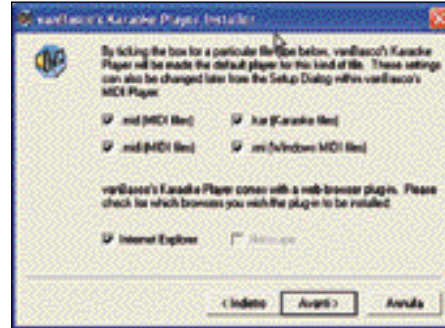 vanBasco's Karaoke Player Installer
By ticking the box for a particular file type below, vanBasco's Karaoke
Player will be made the default player for this kind of file. These settings
can also be changed later from the Setup Dialog within vanBasco's
MIDI Player.
.mid (MIDI files)
.kar (Karaoke files)
.midi (MIDI files)
.rmi (Windows MIDI files)
vanBasco's Karaoke Player comes with a web browser plug-in. Please
check for which browsers you wish the plug-in to be installed.
Internet Explorer
Netscape
< Indietro
Avanti >
Annulla